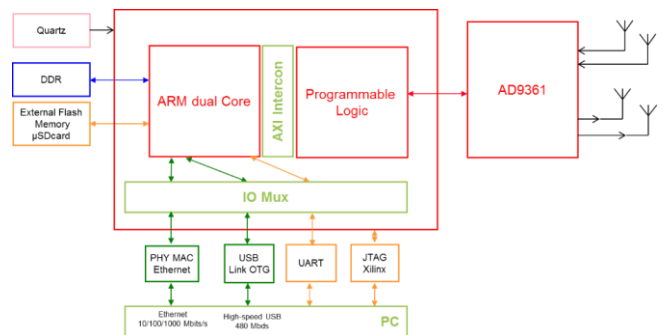 Quartz
DDR
External Flash
Memory
µSDcard
ARM dual Core
AXI Intercon
Programmable
Logic
AD9361
IO Mux
PHY MAC
Ethernet
USB
Link OTG
UART
JTAG
Xilinx
Ethernet
10/100/1000 Mbits/s
High-speed USB
480 Mbds
PC